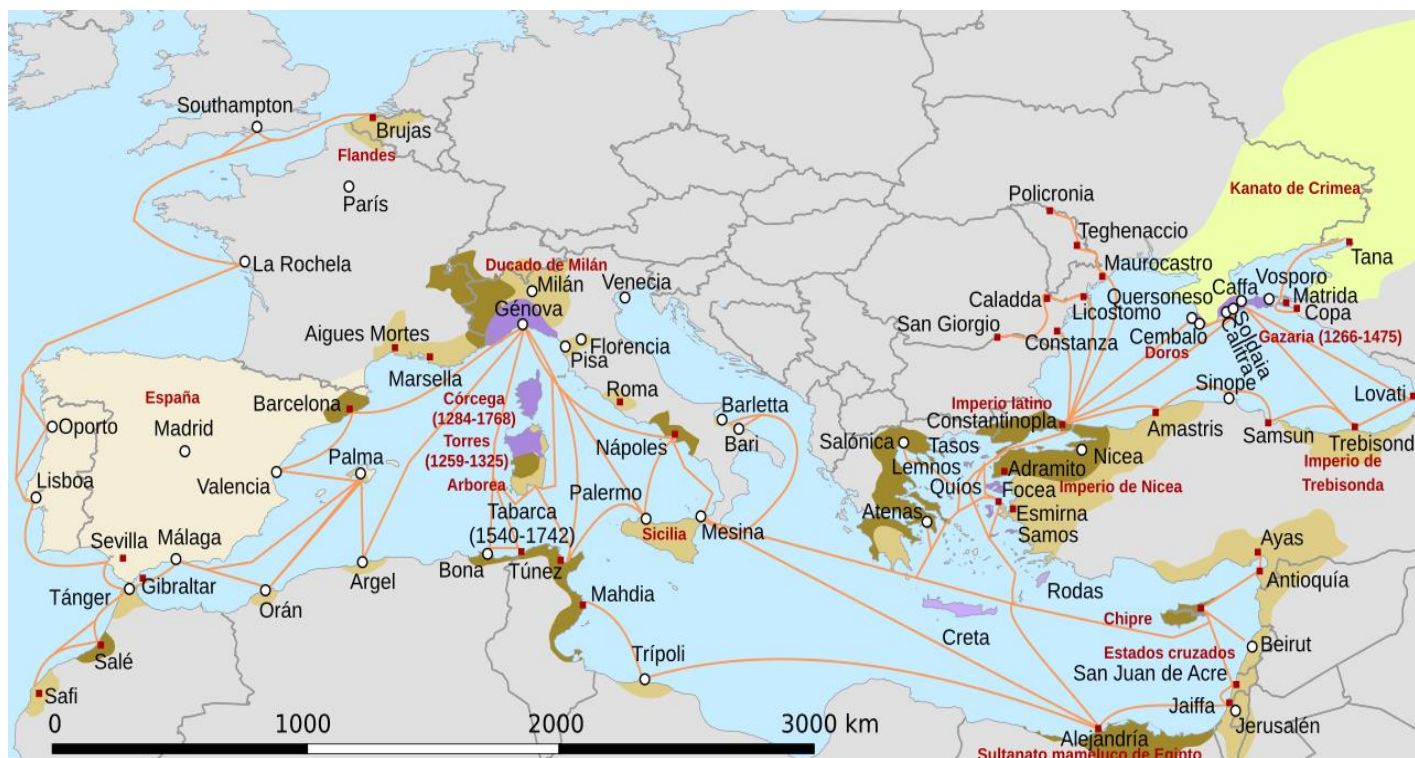 Southampton
Brujas
Flandes
París
Kanato de Crimea
Policronia
Teghenaccio
Tana
La Rochela
Ducado de Milán
Milán
Venecia
Maurocastro
Vosporo
Caffa
Génova
Caladda
Quersoneso
Matrida
Licostomo
Copa
Aigues Mortes
San Giorgio
Constanza
Cembalo
Soldaia
Calitra
Gazaria (1266-1475)
Florencia
Pisa
Doros
Marsella
Sinope
Lovati
España
Roma
Córcega
(1284-1768)
Barcelona
Barletta
Imperio latino
Constantinopla
Oporto
Madrid
Torres
(1259-1325)
Nápoles
Bari
Salónica
Tasos
Amastris
Samsun
Trebisond
Palma
Nicea
Lemnos
Adramito
Imperio de
Trebisonda
Lisboa
Valencia
Arborea
Palermo
Quíos
Focea
Imperio de Nicea
Tabarca
(1540-1742)
Atenas
Esmirna
Sevilla
Málaga
Sicilia
Mesina
Samos
Ayas
Bona
Túnez
Argel
Gibraltar
Antioquía
Tánger
Orán
Mahdia
Rodas
Chipre
Creta
Salé
Trípoli
Estados cruzados
Beirut
San Juan de Acre
Safi
Jaiffa
Jerusalén
0 1000 2000 3000 km
Alejandría
Sultanato mameluco de Egipto